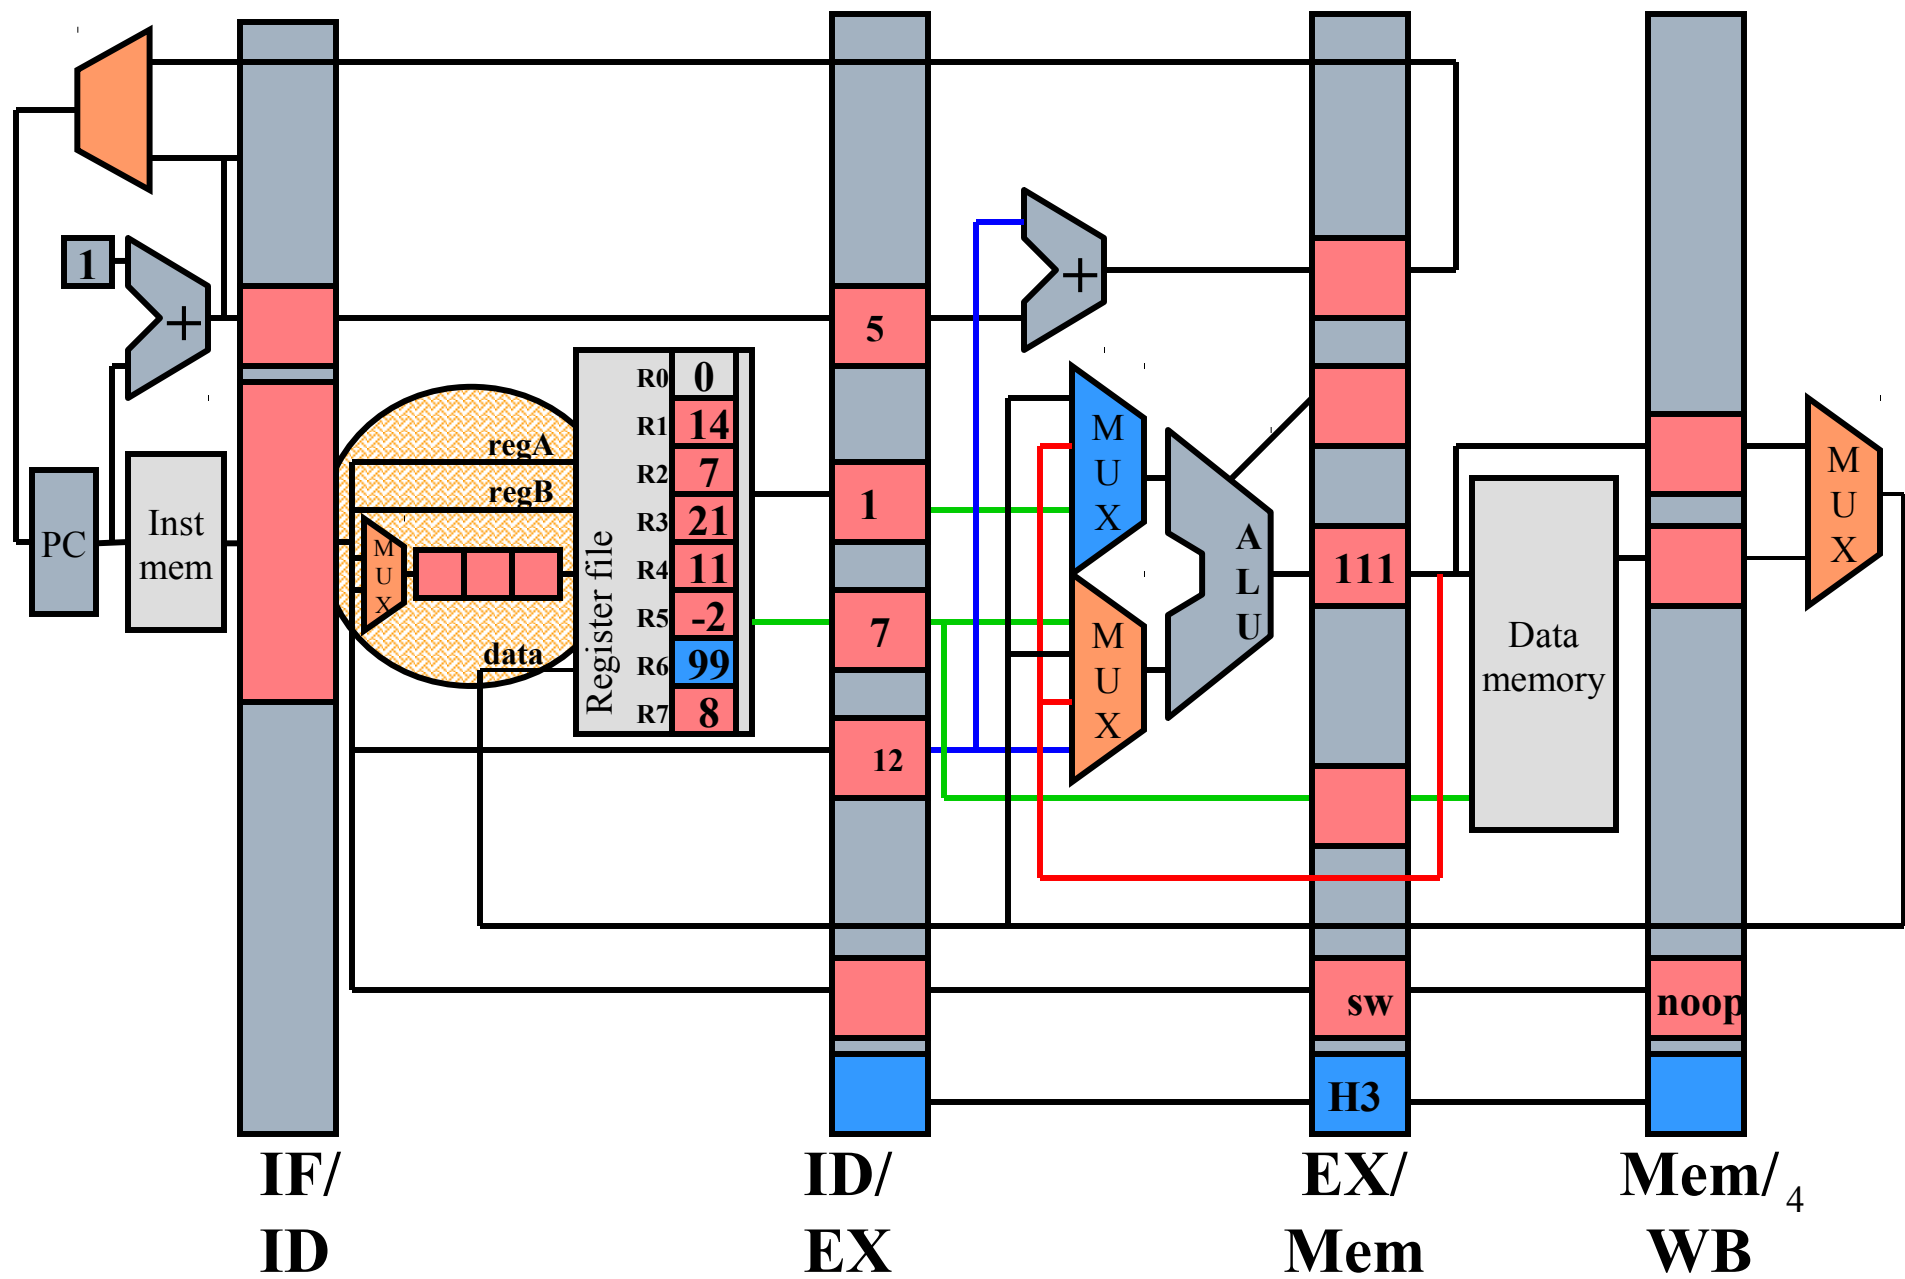 1
+
PC
Inst
mem
regA
regB
M
U
X
data
Register file
R0 0
R1 14
R2 7
R3 21
R4 11
R5 -2
R6 99
R7 8
5
1
7
12
+
M
U
X
M
U
X
A
L
U
111
sw
H3
Data
memory
noop
M
U
X
IF/
ID
ID/
EX
EX/
Mem
Mem/
WB
4